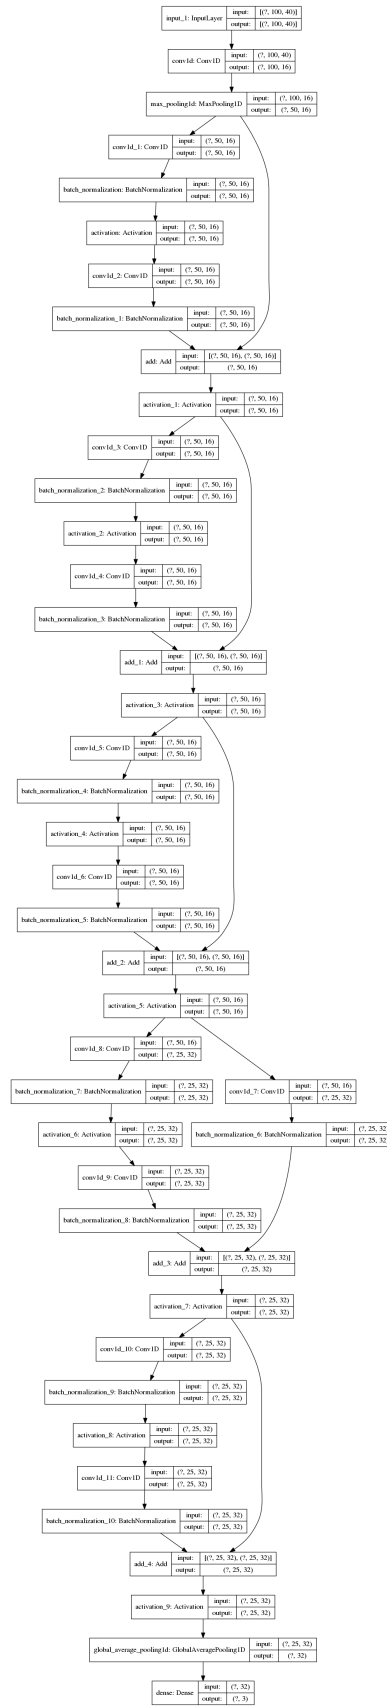 input_1: InputLayer input: [(?, 100, 40)]
output: [(?, 100, 40)]
conv1d: Conv1D input: (?, 100, 40)
output: (?, 100, 16)
max_pooling1d: MaxPooling1D input: (?, 100, 16)
output: (?, 50, 16)
conv1d_1: Conv1D input: (?, 50, 16)
output: (?, 50, 16)
batch_normalization: BatchNormalization input: (?, 50, 16)
output: (?, 50, 16)
activation: Activation input: (?, 50, 16)
output: (?, 50, 16)
conv1d_2: Conv1D input: (?, 50, 16)
output: (?, 50, 16)
batch_normalization_1: BatchNormalization input: (?, 50, 16)
output: (?, 50, 16)
add: Add input: [(?, 50, 16), (?, 50, 16)]
output: (?, 50, 16)
activation_1: Activation input: (?, 50, 16)
output: (?, 50, 16)
conv1d_3: Conv1D input: (?, 50, 16)
output: (?, 50, 16)
batch_normalization_2: BatchNormalization input: (?, 50, 16)
output: (?, 50, 16)
activation_2: Activation input: (?, 50, 16)
output: (?, 50, 16)
conv1d_4: Conv1D input: (?, 50, 16)
output: (?, 50, 16)
batch_normalization_3: BatchNormalization input: (?, 50, 16)
output: (?, 50, 16)
add_1: Add input: [(?, 50, 16), (?, 50, 16)]
output: (?, 50, 16)
activation_3: Activation input: (?, 50, 16)
output: (?, 50, 16)
conv1d_5: Conv1D input: (?, 50, 16)
output: (?, 50, 16)
batch_normalization_4: BatchNormalization input: (?, 50, 16)
output: (?, 50, 16)
activation_4: Activation input: (?, 50, 16)
output: (?, 50, 16)
conv1d_6: Conv1D input: (?, 50, 16)
output: (?, 50, 16)
batch_normalization_5: BatchNormalization input: (?, 50, 16)
output: (?, 50, 16)
add_2: Add input: [(?, 50, 16), (?, 50, 16)]
output: (?, 50, 16)
activation_5: Activation input: (?, 50, 16)
output: (?, 50, 16)
conv1d_8: Conv1D input: (?, 50, 16)
output: (?, 25, 32)
conv1d_7: Conv1D input: (?, 50, 16)
output: (?, 25, 32)
batch_normalization_7: BatchNormalization input: (?, 25, 32)
output: (?, 25, 32)
activation_6: Activation input: (?, 25, 32)
output: (?, 25, 32)
batch_normalization_6: BatchNormalization input: (?, 25, 32
output: (?, 25, 32
conv1d_9: Conv1D input: (?, 25, 32)
output: (?, 25, 32)
batch_normalization_8: BatchNormalization input: (?, 25, 32)
output: (?, 25, 32)
add_3: Add input: [(?, 25, 32), (?, 25, 32)]
output: (?, 25, 32)
activation_7: Activation input: (?, 25, 32)
output: (?, 25, 32)
conv1d_10: Conv1D input: (?, 25, 32)
output: (?, 25, 32)
batch_normalization_9: BatchNormalization input: (?, 25, 32)
output: (?, 25, 32)
activation_8: Activation input: (?, 25, 32)
output: (?, 25, 32)
conv1d_11: Conv1D input: (?, 25, 32)
output: (?, 25, 32)
batch_normalization_10: BatchNormalization input: (?, 25, 32)
output: (?, 25, 32)
add_4: Add input: [(?, 25, 32), (?, 25, 32)]
output: (?, 25, 32)
activation_9: Activation input: (?, 25, 32)
output: (?, 25, 32)
global_average_pooling1d: GlobalAveragePooling1D input: (?, 25, 32)
output: (?, 32)
dense: Dense input: (?, 32)
output: (?, 3)